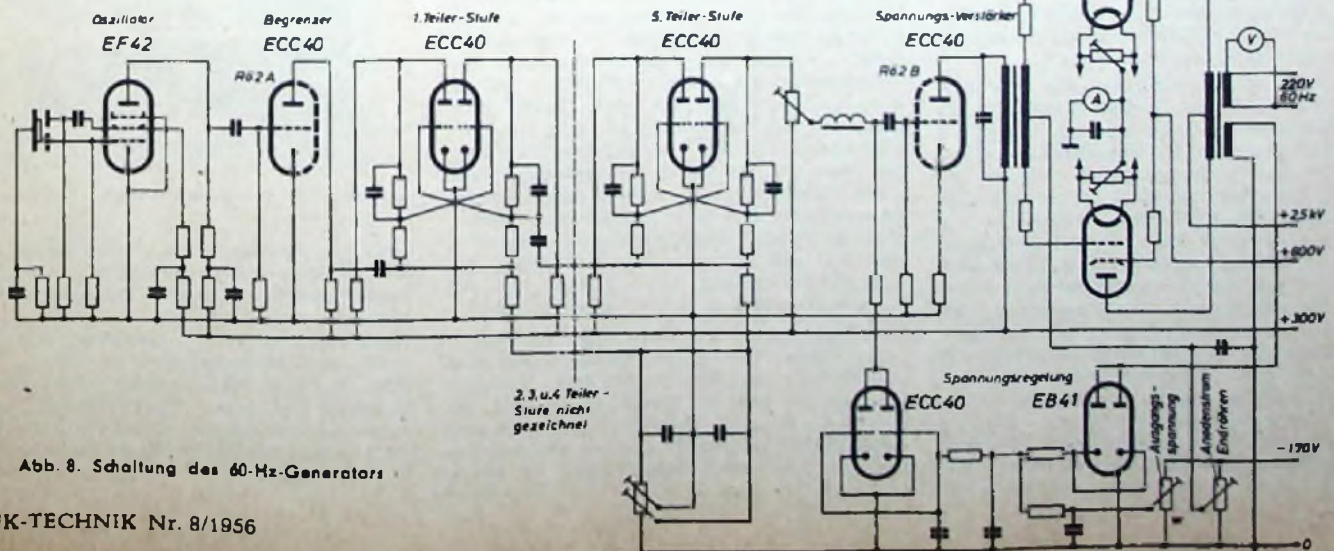 Oszillator
EF42
Begrenzer
ECC40
1. Teiler-Stufe
ECC40
5. Teiler-Stufe
ECC40
Spannungs-Verstärker
ECC40
Rö2A
Rö2B
V
A
220V
60Hz
+2,5kV
+600V
+300V
2.,3.u.4 Teiler-
Stufe nicht
gezeichnet
Spannungsregelung
ECC40
EB41
Ausgangs-
spannung
Anodenstrom
Endröhren
-170V
0
Abb. 8. Schaltung des 60-Hz-Generators
K-TECHNIK Nr. 8/1956